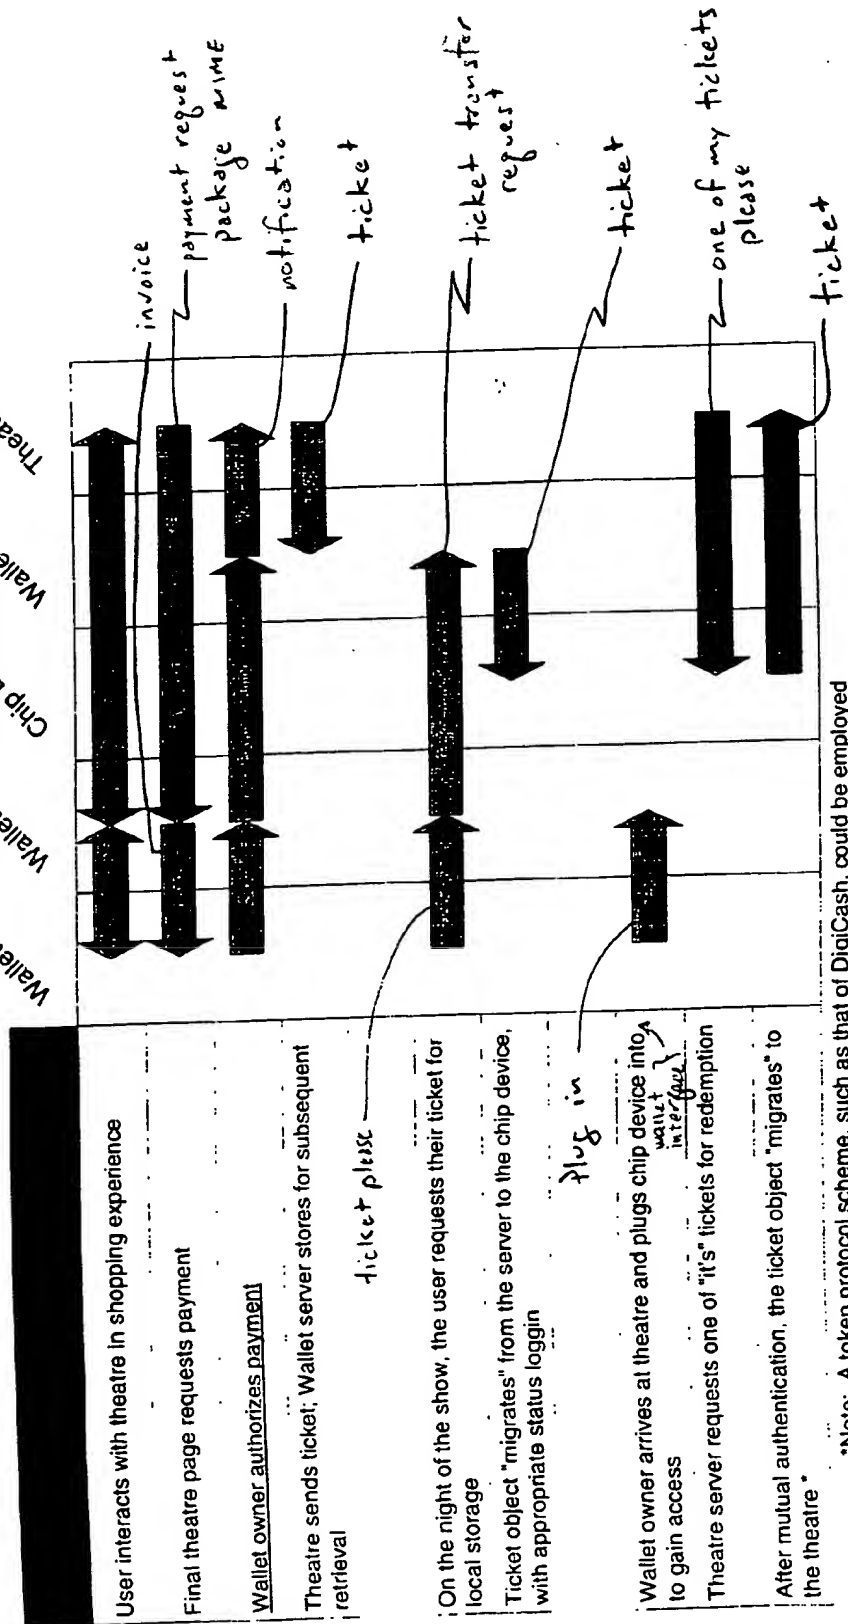 Wallet
Wallet
Chip
Wallet
Theat
User interacts with theatre in shopping experience
Final theatre page requests payment
Wallet owner authorizes payment
Theatre sends ticket; Wallet server stores for subsequent
retrieval
On the night of the show, the user requests their ticket for
local storage
Ticket object "migrates" from the server to the chip device,
with appropriate status loggin
Wallet owner arrives at theatre and plugs chip device into
wallet
interface
to gain access
Theatre server requests one of "it's" tickets for redemption
After mutual authentication, the ticket object "migrates" to
the theatre *
*Note: A token protocol scheme, such as that of DigiCash, could be employed
ticket please
Plug in
invoice
payment request
package MIME
notification
ticket
ticket transfer
request
ticket
one of my tickets
please
ticket